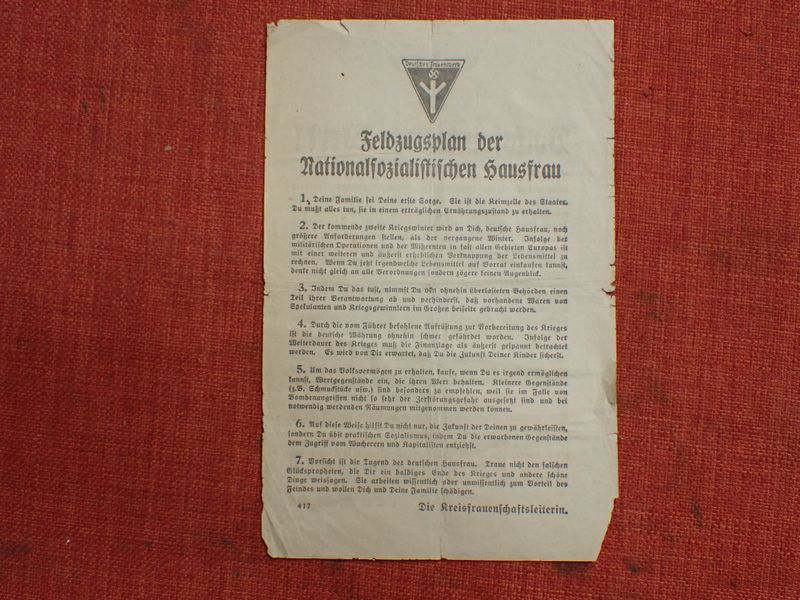 Deutsches Frauenwerk
Feldzugsplan der
Nationalsozialistischen Hausfrau
1. Deine Familie sei Deine erste Sorge. Sie ist die Keimzelle des Staates.
Du mußt alles tun, sie in einem erträglichen Ernährungszustand zu erhalten.
2. Der kommende zweite Kriegswinter wird an Dich, deutsche Hausfrau, noch
größere Anforderungen stellen, als der vergangene Winter. Infolge der
militärischen Operationen und der Mißernten in fast allen Gebieten Europas ist
mit einer weiteren und äußerst erheblichen Verknappung der Lebensmittel zu
rechnen. Wenn Du jetzt irgendwelche Lebensmittel auf Vorrat einkaufen kannst,
denke nicht gleich an alle Verordnungen sondern zögere keinen Augenblick.
3. Indem Du das tust, nimmst Du den ohnehin überlasteten Behörden einen
Teil ihrer Verantwortung ab und verhinderst, daß vorhandene Waren von
Spekulanten und Kriegsgewinnlern im Großen beiseite gebracht werden.
4. Durch die vom Führer befohlene Aufrüstung zur Vorbereitung des Krieges
ist die deutsche Währung ohnehin schwer gefährdet worden. Infolge der
Weiterdauer des Krieges muß die Finanzlage als äußerst gespannt betrachtet
werden. Es wird von Dir erwartet, daß Du die Zukunft Deiner Kinder sicherst.
5. Um das Volksvermögen zu erhalten, kaufe, wenn Du es irgend ermöglichen
kannst, Wertgegenstände ein, die ihren Wert behalten. Kleinere Gegenstände
(z.B. Schmuckstücke usw.) sind besonders zu empfehlen, weil sie im Falle von
Bombenangriffen nicht so sehr der Zerstörungsgefahr ausgesetzt sind und bei
notwendig werdenden Räumungen mitgenommen werden können.
6. Auf diese Weise hilfst Du nicht nur, die Zukunft der Deinen zu gewährleisten,
sondern Du übst praktischen Sozialismus, indem Du die erworbenen Gegenstände
dem Zugriff von Wucherern und Kapitalisten entziehst.
7. Vorsicht ist die Tugend der deutschen Hausfrau. Traue nicht den falschen
Glückspropheten, die Dir ein baldiges Ende des Krieges und andere schöne
Dinge weissagen. Sie arbeiten wissentlich oder unwissentlich zum Vorteil des
Feindes und wollen Dich und Deine Familie schädigen.
417 Die Kreisfrauenschaftsleiterin.